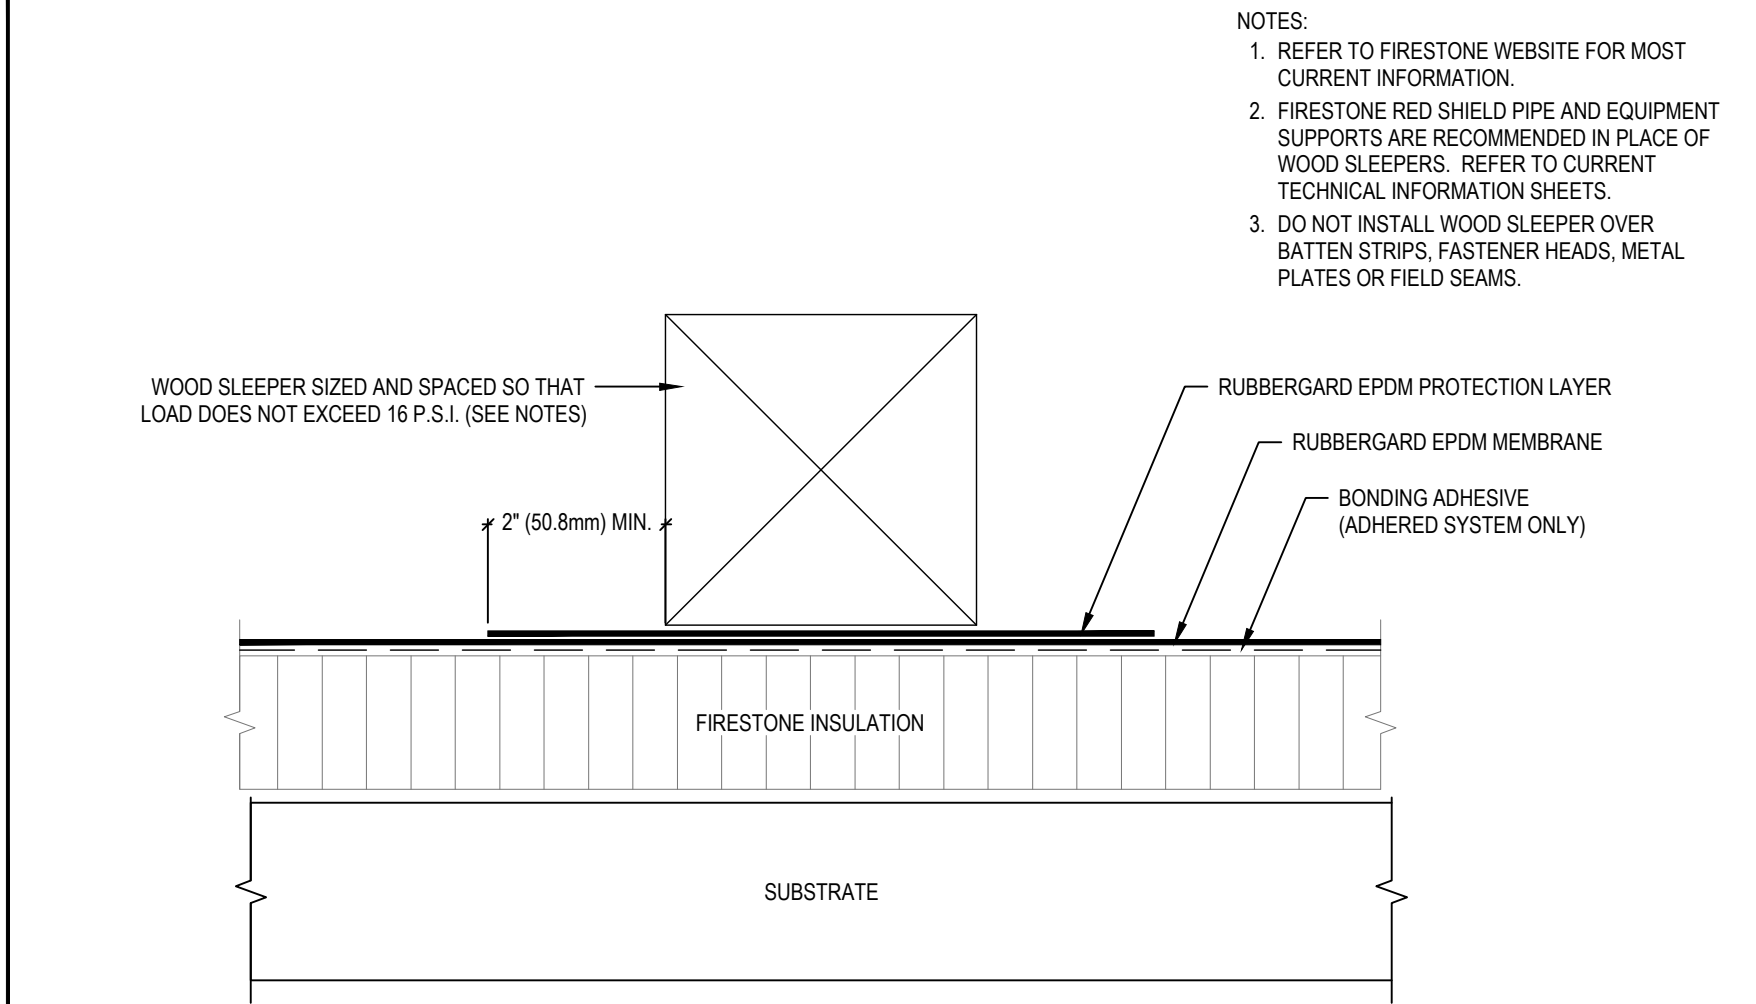 NOTES:
1. REFER TO FIRESTONE WEBSITE FOR MOST
CURRENT INFORMATION.
2. FIRESTONE RED SHIELD PIPE AND EQUIPMENT
SUPPORTS ARE RECOMMENDED IN PLACE OF
WOOD SLEEPERS. REFER TO CURRENT
TECHNICAL INFORMATION SHEETS.
3. DO NOT INSTALL WOOD SLEEPER OVER
BATTEN STRIPS, FASTENER HEADS, METAL
PLATES OR FIELD SEAMS.
WOOD SLEEPER SIZED AND SPACED SO THAT
LOAD DOES NOT EXCEED 16 P.S.I. (SEE NOTES)
RUBBERGARD EPDM PROTECTION LAYER
RUBBERGARD EPDM MEMBRANE
BONDING ADHESIVE
(ADHERED SYSTEM ONLY)
2" (50.8mm) MIN.
FIRESTONE INSULATION
SUBSTRATE